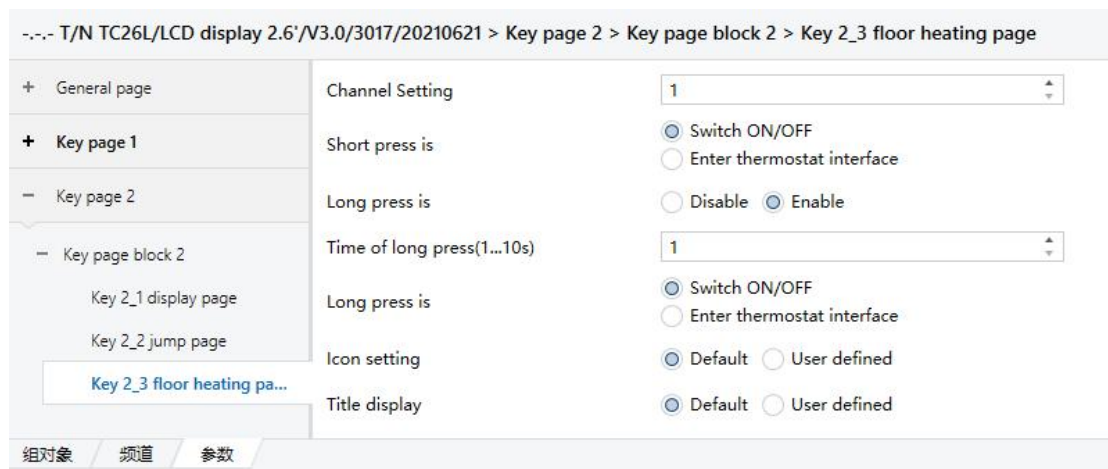 -.-.- T/N TC26L/LCD display 2.6'/V3.0/3017/20210621 > Key page 2 > Key page block 2 > Key 2_3 floor heating page
+ General page
+ Key page 1
− Key page 2
− Key page block 2
Key 2_1 display page
Key 2_2 jump page
Key 2_3 floor heating pa...
Channel Setting 1
Short press is Switch ON/OFF
Enter thermostat interface
Long press is Disable Enable
Time of long press(1...10s) 1
Long press is Switch ON/OFF
Enter thermostat interface
Icon setting Default User defined
Title display Default User defined
组对象 频道 参数